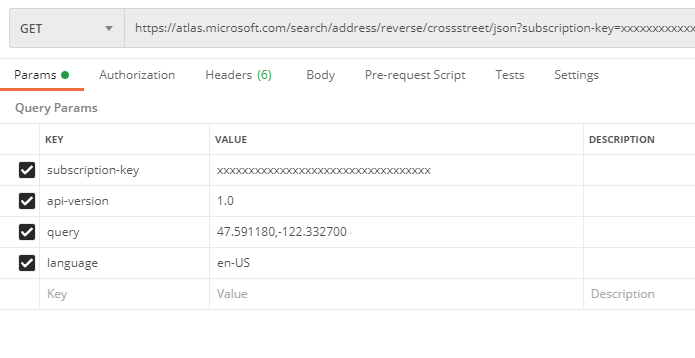 GET https://atlas.microsoft.com/search/address/reverse/crossstreet/json?subscription-key=xxxxxxxxxxxx
Params Authorization Headers (6) Body Pre-request Script Tests Settings
Query Params
KEY VALUE DESCRIPTION
subscription-key xxxxxxxxxxxxxxxxxxxxxxxxxxxxxxxxxxx
api-version 1.0
query 47.591180,-122.332700
language en-US
Key Value Description